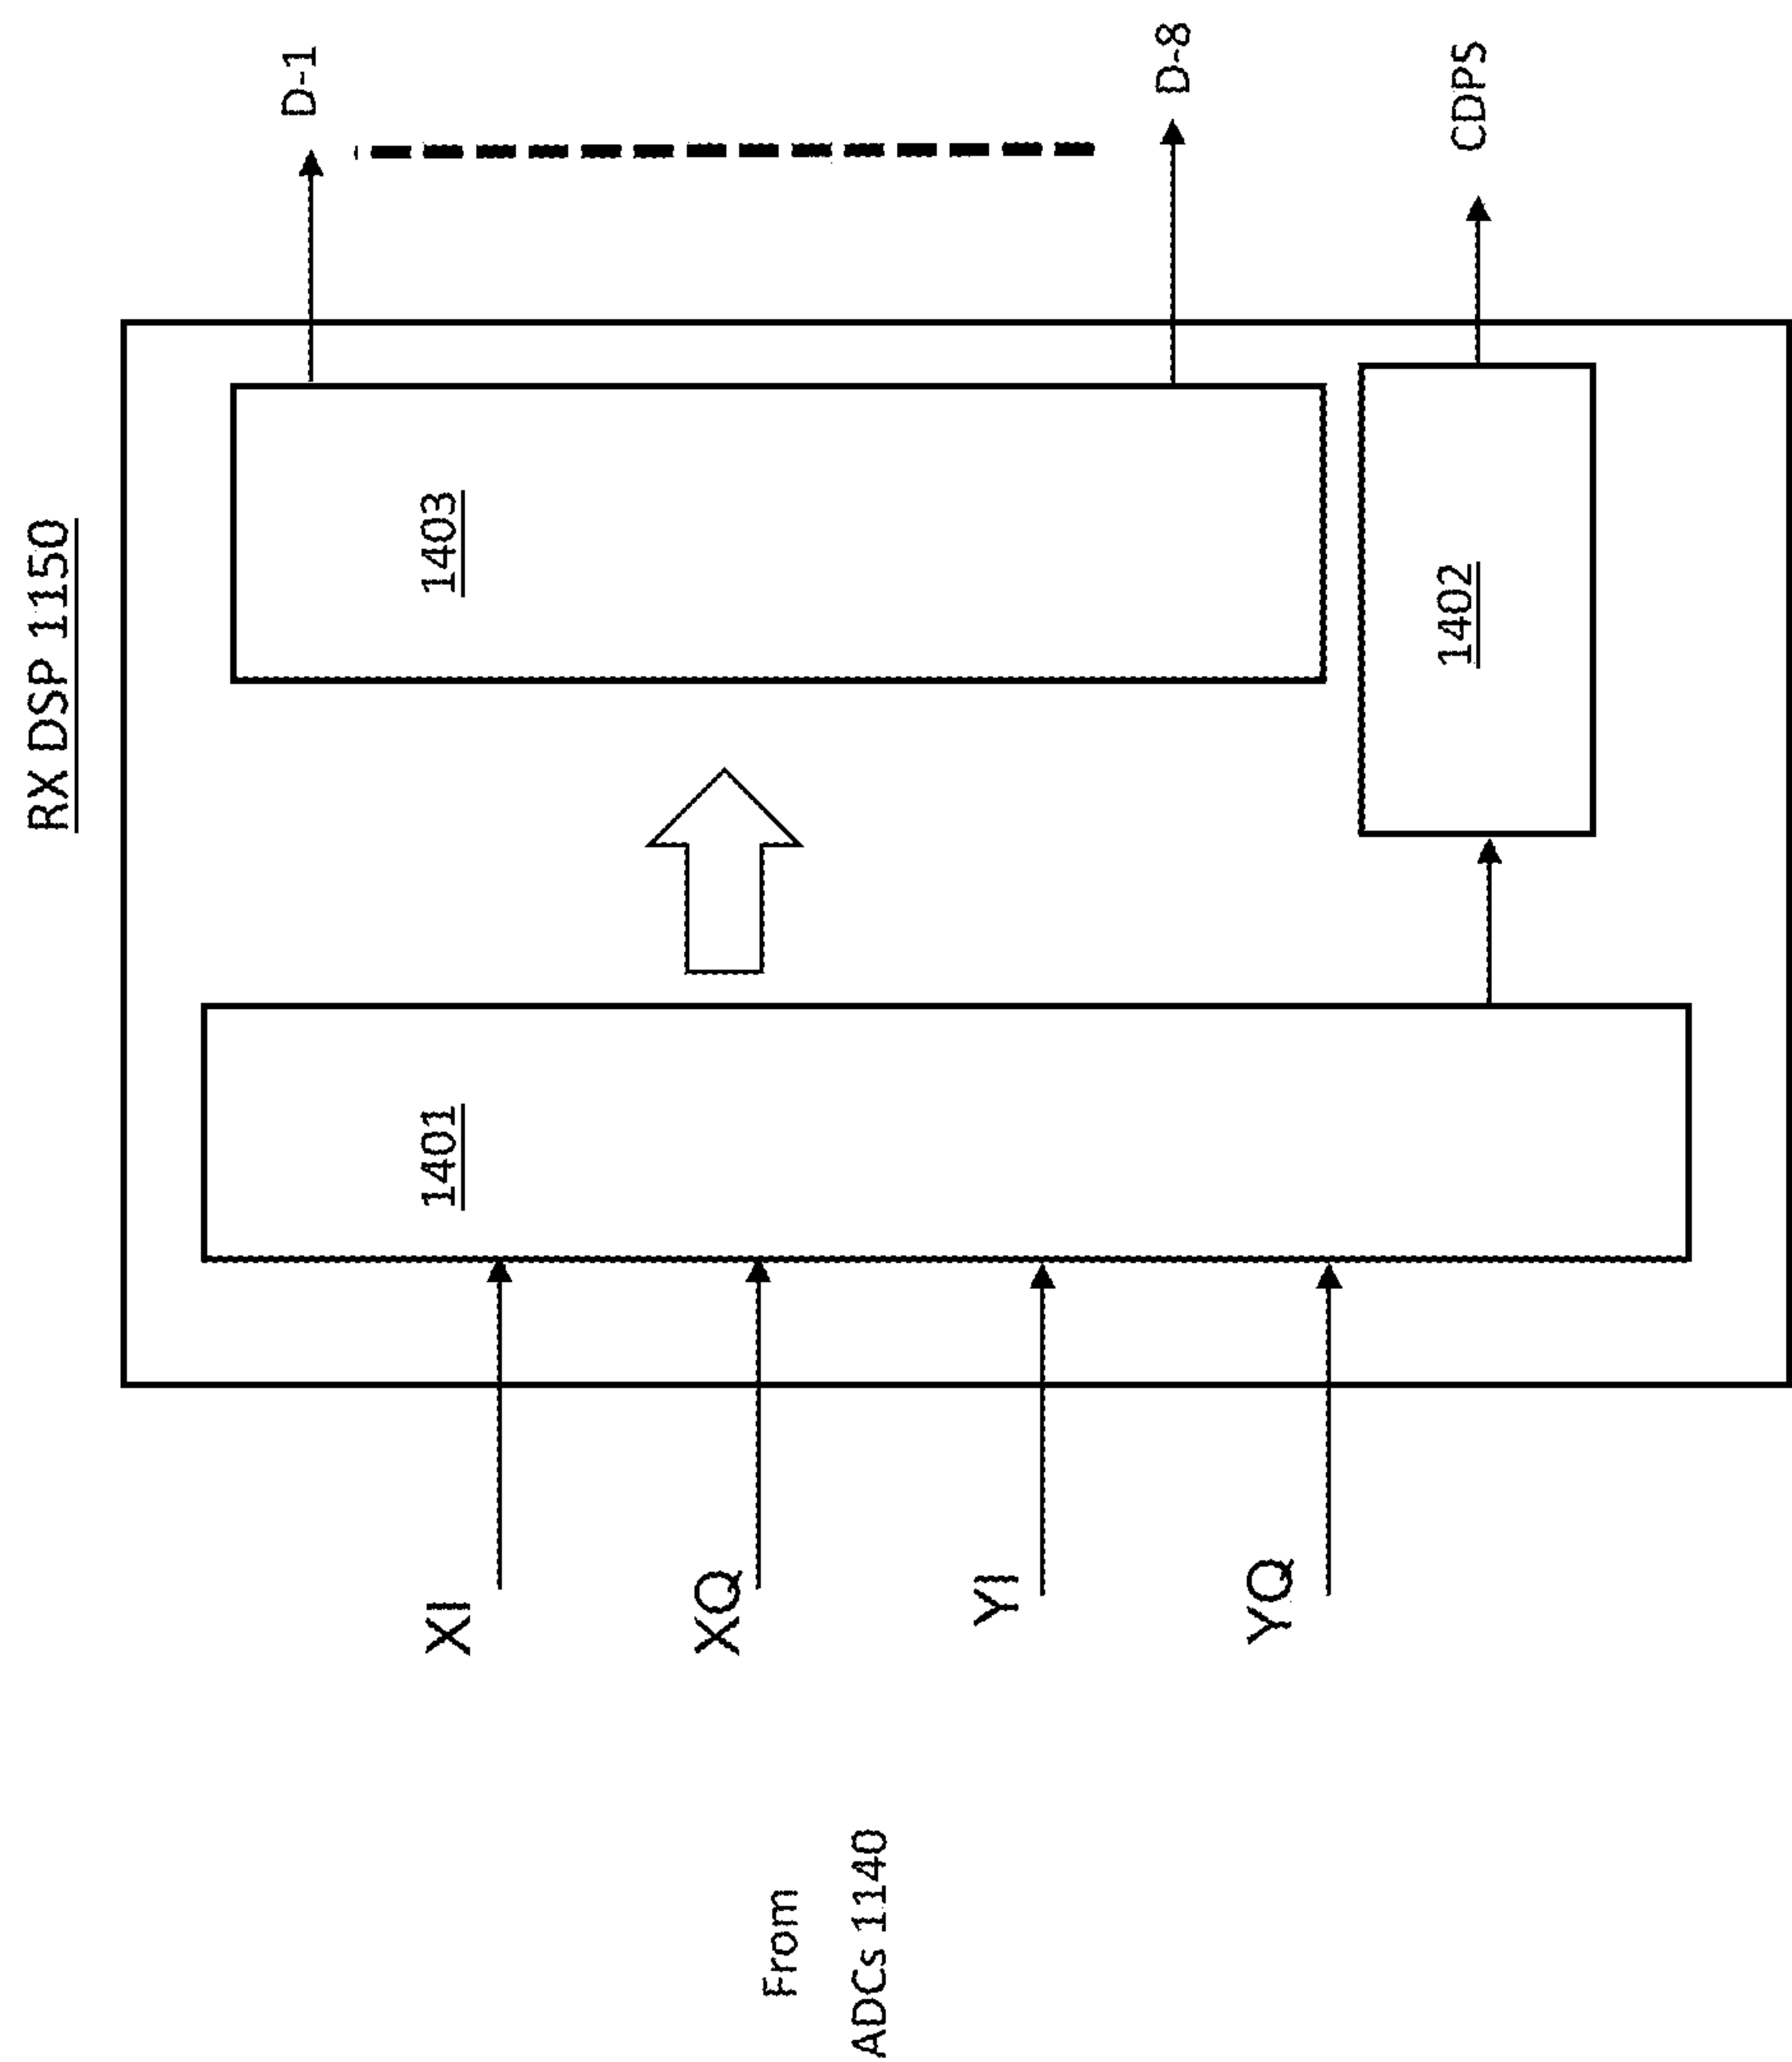 RX DSP 1150
From
ADCs 1140
XI
XQ
YI
YQ
1401
1403
1402
D-1
D-8
CDPS